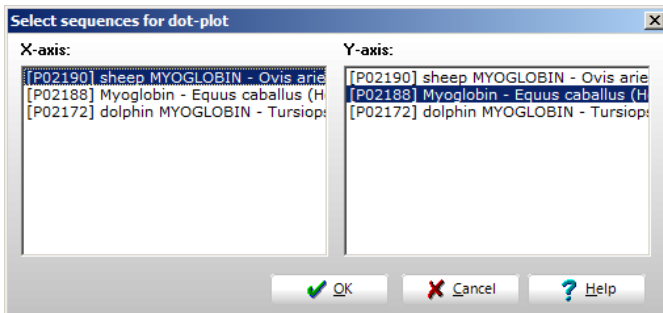 Select sequences for dot-plot
X-axis:
[P02190] sheep MYOGLOBIN - Ovis arie
[P02188] Myoglobin - Equus caballus (H
[P02172] dolphin MYOGLOBIN - Tursiops
Y-axis:
[P02190] sheep MYOGLOBIN - Ovis arie
[P02188] Myoglobin - Equus caballus (H
[P02172] dolphin MYOGLOBIN - Tursiops
OK
Cancel
Help